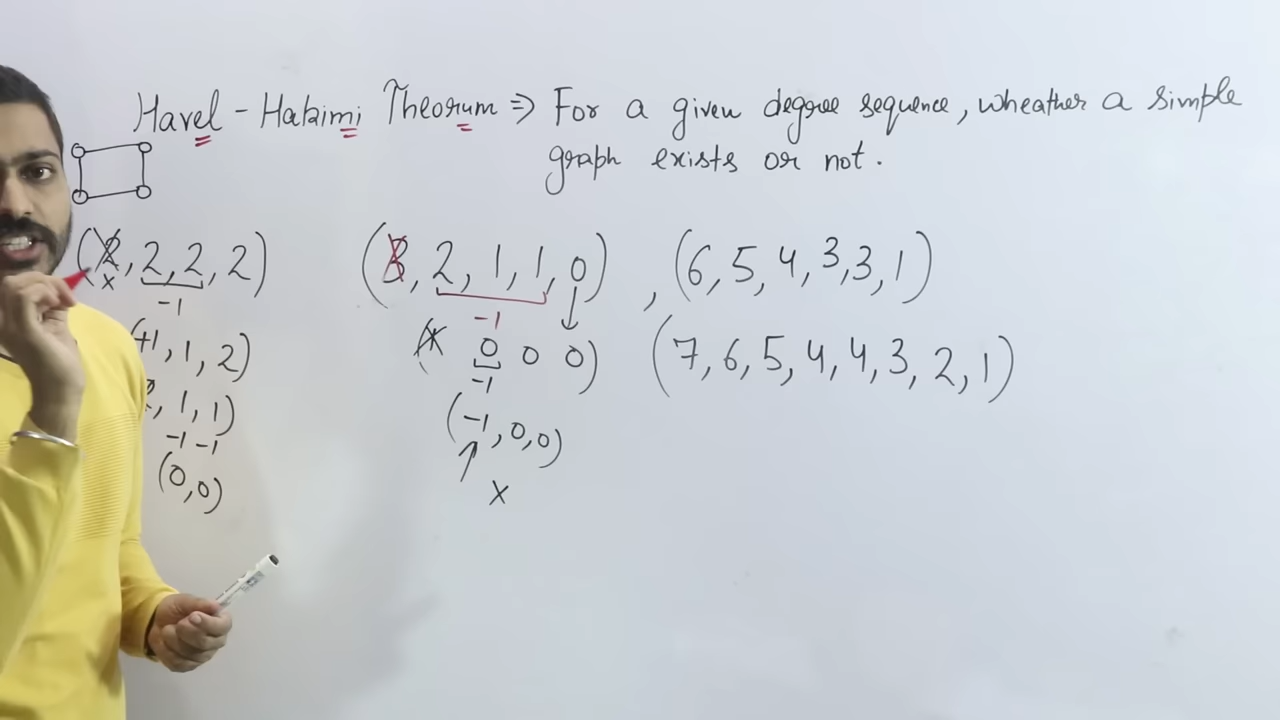 Havel - Hakimi Theorum ⇒ For a given degree sequence, wheather a simple
graph exists or not.
(2, 2, 2, 2)
x
-1
1, 1, 2)
, 1, 1)
-1 -1
(0, 0)
(3, 2, 1, 1, 0)
-1
( 0 0 0)
-1
(-1, 0, 0)
x
, (6, 5, 4, 3, 3, 1)
(7, 6, 5, 4, 4, 3, 2, 1)